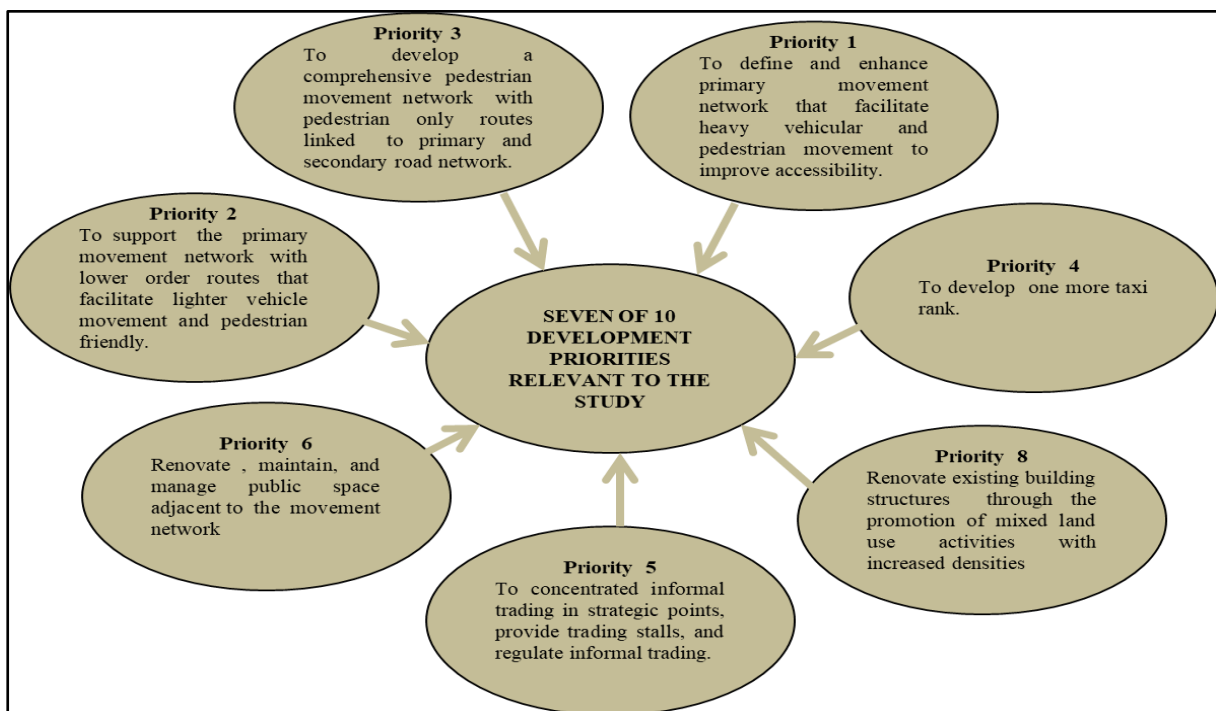 Priority 3
To develop a
comprehensive pedestrian
movement network with
pedestrian only routes
linked to primary and
secondary road network.
Priority 1
To define and enhance
primary movement
network that facilitate
heavy vehicular and
pedestrian movement to
improve accessibility.
Priority 2
To support the primary
movement network with
lower order routes that
facilitate lighter vehicle
movement and pedestrian
friendly.
SEVEN OF 10
DEVELOPMENT
PRIORITIES
RELEVANT TO THE
STUDY
Priority 4
To develop one more taxi
rank.
Priority 6
Renovate , maintain, and
manage public space
adjacent to the movement
network
Priority 8
Renovate existing building
structures through the
promotion of mixed land
use activities with
increased densities
Priority 5
To concentrated informal
trading in strategic points,
provide trading stalls, and
regulate informal trading.